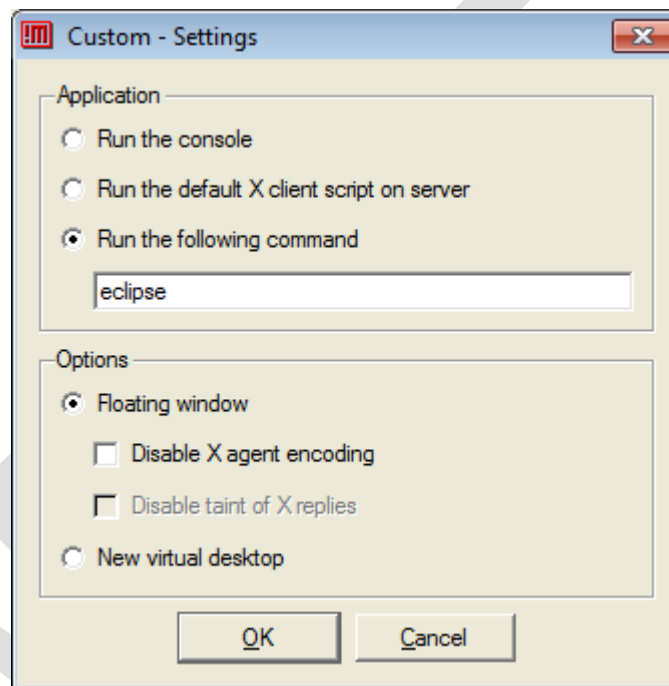 !m Custom - Settings
Application
Run the console
Run the default X client script on server
Run the following command
eclipse
Options
Floating window
Disable X agent encoding
Disable taint of X replies
New virtual desktop
OK Cancel